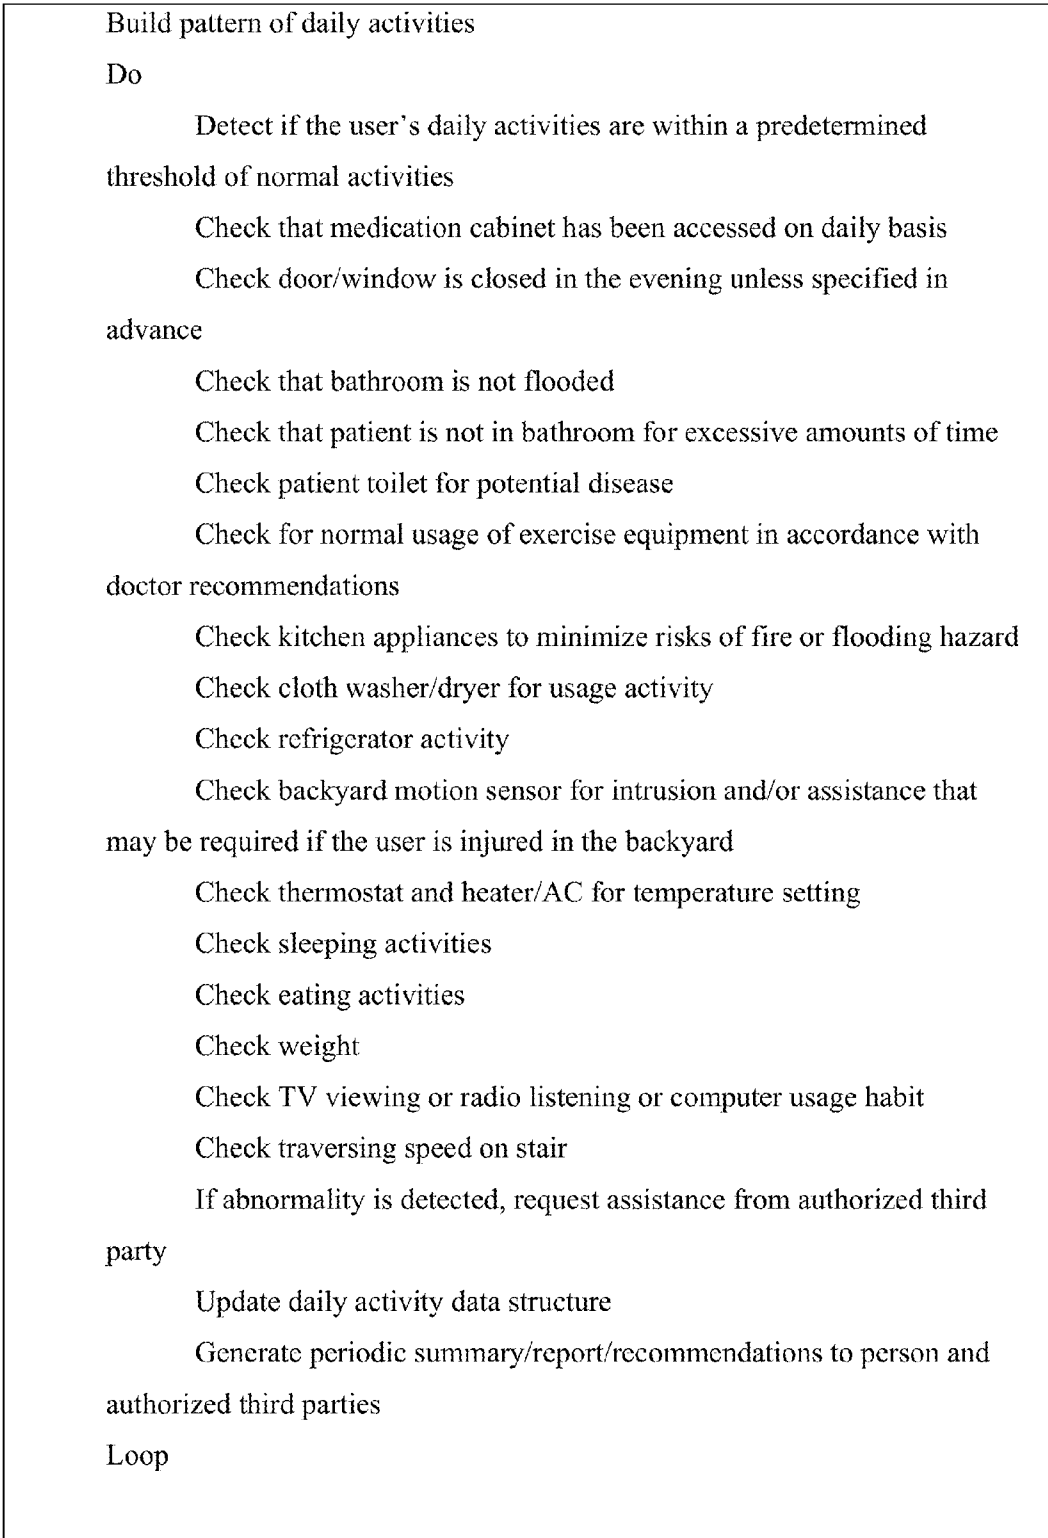 Build pattern of daily activities
Do
Detect if the user's daily activities are within a predetermined
threshold of normal activities
Check that medication cabinet has been accessed on daily basis
Check door/window is closed in the evening unless specified in
advance
Check that bathroom is not flooded
Check that patient is not in bathroom for excessive amounts of time
Check patient toilet for potential disease
Check for normal usage of exercise equipment in accordance with
doctor recommendations
Check kitchen appliances to minimize risks of fire or flooding hazard
Check cloth washer/dryer for usage activity
Check refrigerator activity
Check backyard motion sensor for intrusion and/or assistance that
may be required if the user is injured in the backyard
Check thermostat and heater/AC for temperature setting
Check sleeping activities
Check eating activities
Check weight
Check TV viewing or radio listening or computer usage habit
Check traversing speed on stair
If abnormality is detected, request assistance from authorized third
party
Update daily activity data structure
Generate periodic summary/report/recommendations to person and
authorized third parties
Loop